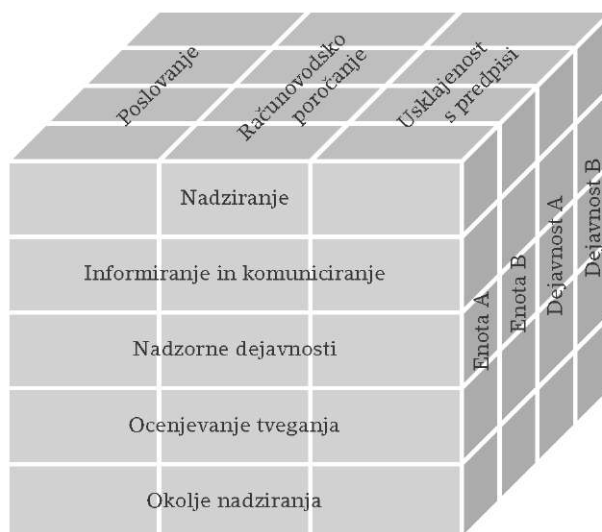 Poslovanje
Računovodsko
poročanje
Usklajenost
s predpisi
Nadziranje
Informiranje in komuniciranje
Nadzorne dejavnosti
Ocenjevanje tveganja
Okolje nadziranja
Enota A
Enota B
Dejavnost A
Dejavnost B